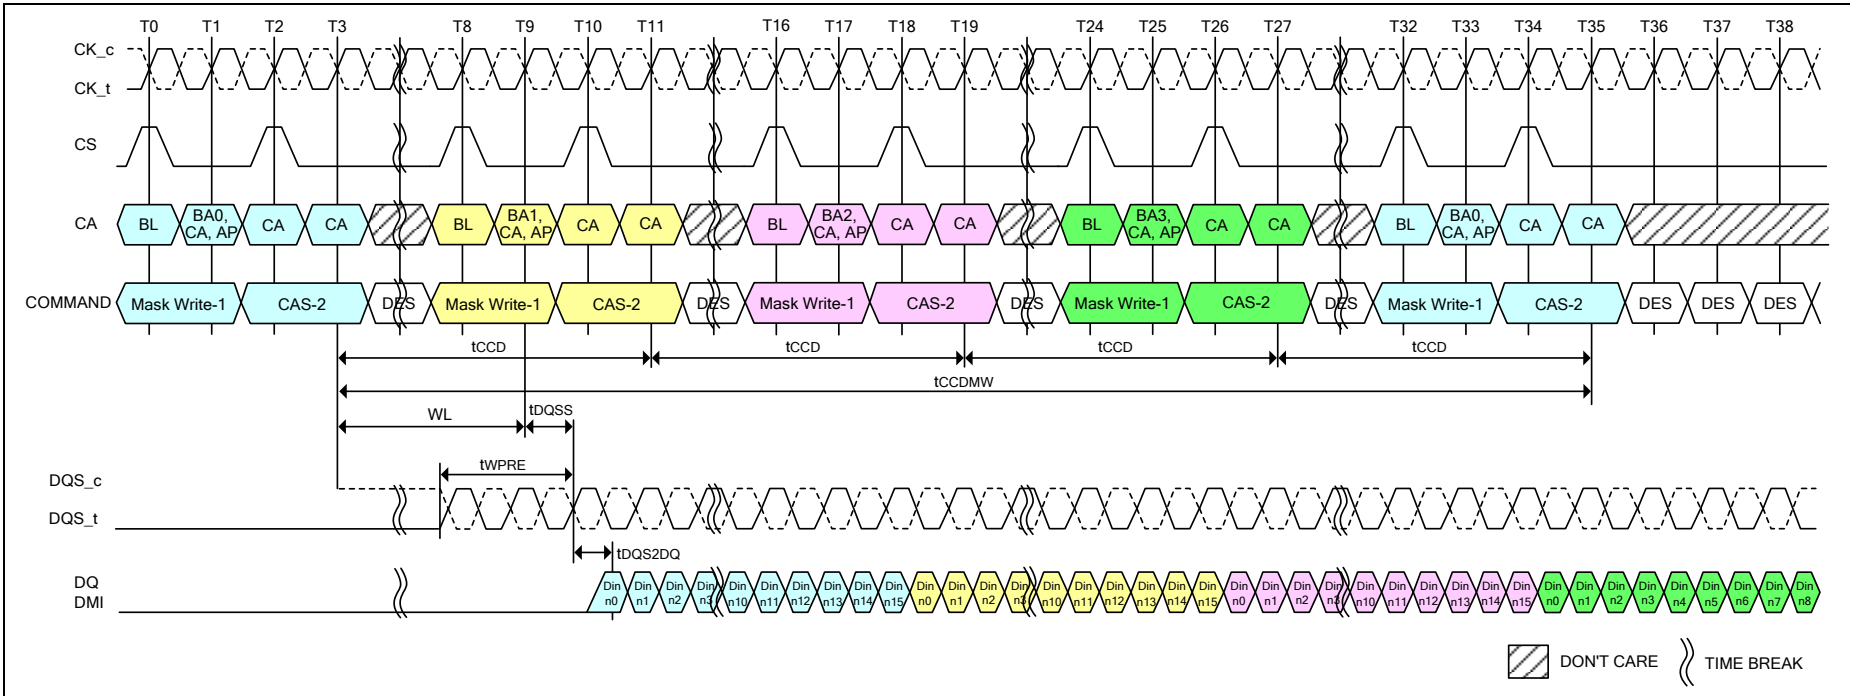 T0 T1 T2 T3 T8 T9 T10 T11 T16 T17 T18 T19 T24 T25 T26 T27 T32 T33 T34 T35 T36 T37 T38
CK_c
CK_t
CS
CA BL BA0, CA, AP CA CA BL BA1, CA, AP CA CA BL BA2, CA, AP CA CA BL BA3, CA, AP CA CA BL BA0, CA, AP CA CA
COMMAND Mask Write-1 CAS-2 DES Mask Write-1 CAS-2 DES Mask Write-1 CAS-2 DES Mask Write-1 CAS-2 DES Mask Write-1 CAS-2 DES DES DES
tCCD tCCD tCCD tCCD
tCCDMW
WL tDQSS
tWPRE
DQS_c
DQS_t
tDQS2DQ
DQ
DMI
Din Din Din Din Din Din Din Din Din Din Din Din Din Din Din Din Din Din Din Din Din Din Din Din Din Din Din Din Din Din Din Din Din Din Din Din Din Din Din
n0 n1 n2 n3 n10 n11 n12 n13 n14 n15 n0 n1 n2 n3 n10 n11 n12 n13 n14 n15 n0 n1 n2 n3 n10 n11 n12 n13 n14 n15 n0 n1 n2 n3 n4 n5 n6 n7 n8
DON'T CARE TIME BREAK